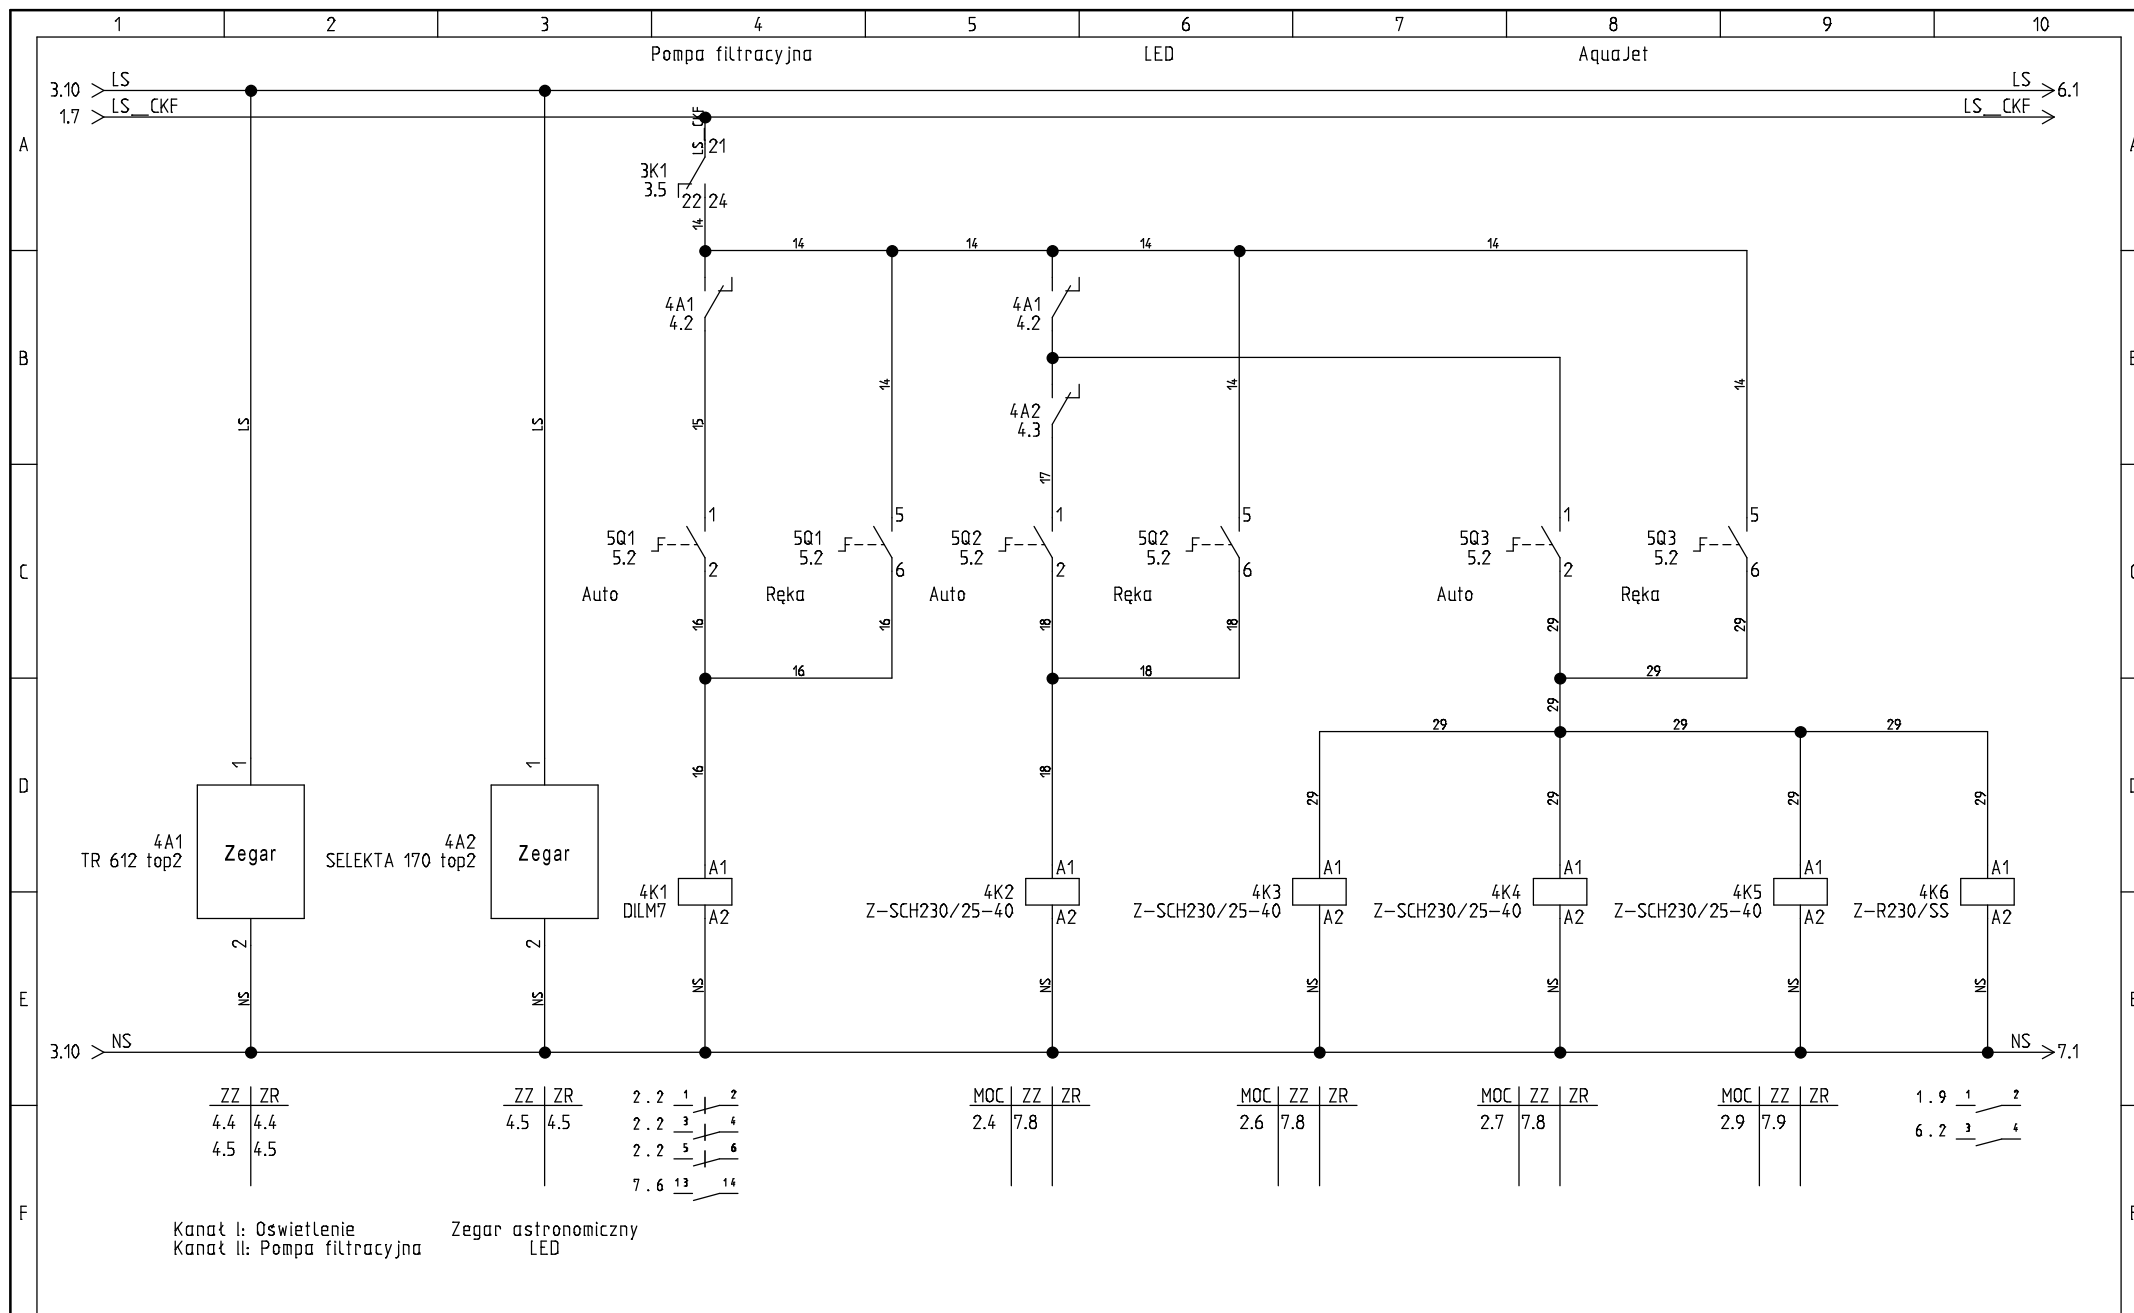 1 2 3 4 5 6 7 8 9 10
Pompa filtracyjna LED AquaJet
3.10 LS LS 6.1
1.7 LS_CKF LS_CKF
LS_CKF
A 21 A
3K1
3.5
22 24
14
14 14 14 14
4A1 4A1
4.2 4.2
B B
14 14 14
4A2
4.3
LS LS 15
17
1 5 1 5 1 5
5Q1 5Q1 5Q2 5Q2 5Q3 5Q3
5.2 5.2 5.2 5.2 5.2 5.2
C 2 6 2 6 2 6 C
Auto Ręka Auto Ręka Auto Ręka
16 16 18 18 29 29
16 18 29
29
29 29 29
1 1
16 18
D 29 29 29 29 D
4A1 Zegar 4A2 Zegar
TR 612 top2 SELEKTA 170 top2
A1 A1 A1 A1 A1 A1
4K1 4K2 4K3 4K4 4K5 4K6
DILM7 Z-SCH230/25-40 Z-SCH230/25-40 Z-SCH230/25-40 Z-SCH230/25-40 Z-R230/SS
A2 A2 A2 A2 A2 A2
2 2
E NS NS NS NS NS NS NS NS E
3.10 NS NS 7.1
ZZ ZR ZZ ZR 2.2 1 2 MOC ZZ ZR MOC ZZ ZR MOC ZZ ZR MOC ZZ ZR 1.9 1 2
4.4 4.4 4.5 4.5 2.2 3 4 2.4 7.8 2.6 7.8 2.7 7.8 2.9 7.9 6.2 3 4
4.5 4.5 2.2 5 6
7.6 13 14
F F
Kanał I: Oświetlenie Zegar astronomiczny
Kanał II: Pompa filtracyjna LED